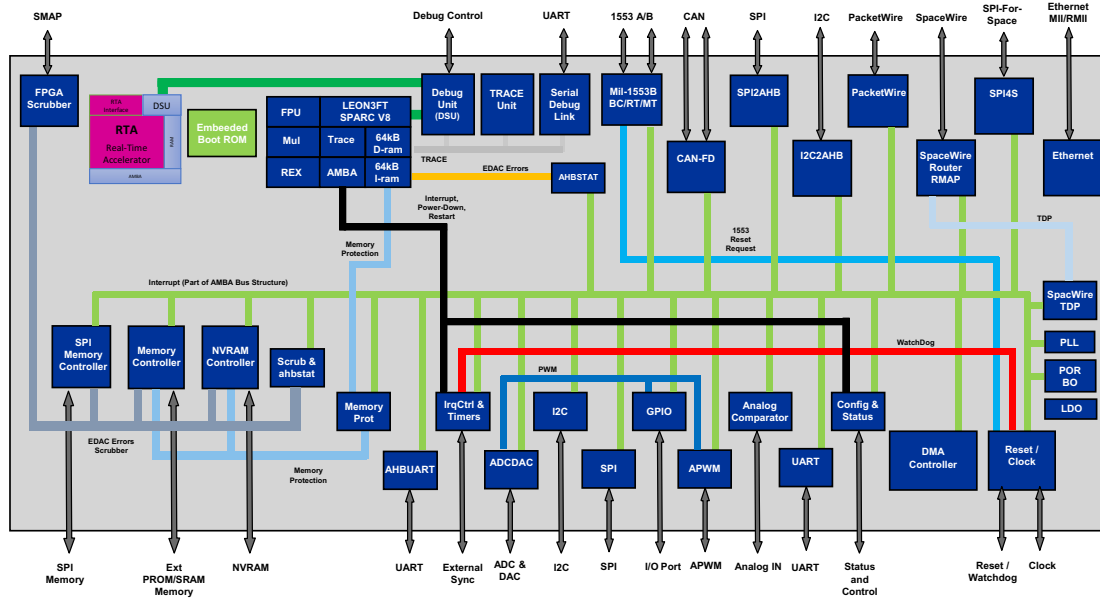 SMAP
Debug Control
UART
1553 A/B
CAN
SPI
I2C
PacketWire
SpaceWire
SPI-For-
Space
Ethernet
MII/RMII
FPGA
Scrubber
RTA
Interface
DSU
RTA
Real-Time
Accelerator
RAM
AMBA
Embeeded
Boot ROM
FPU
LEON3FT
SPARC V8
Mul
Trace
64kB
D-ram
REX
AMBA
64kB
I-ram
Debug
Unit
(DSU)
TRACE
Unit
Serial
Debug
Link
TRACE
Mil-1553B
BC/RT/MT
CAN-FD
SPI2AHB
I2C2AHB
PacketWire
SpaceWire
Router
RMAP
SPI4S
Ethernet
EDAC Errors
AHBSTAT
Interrupt,
Power-Down,
Restart
Memory
Protection
1553
Reset
Request
TDP
Interrupt (Part of AMBA Bus Structure)
SpacWire
TDP
PLL
POR
BO
LDO
SPI
Memory
Controller
Memory
Controller
NVRAM
Controller
Scrub &
ahbstat
WatchDog
PWM
Memory
Prot
IrqCtrl &
Timers
I2C
GPIO
Analog
Comparator
Config &
Status
EDAC Errors
Scrubber
Memory
Protection
AHBUART
ADCDAC
SPI
APWM
UART
DMA
Controller
Reset /
Clock
SPI
Memory
Ext
PROM/SRAM
Memory
NVRAM
UART
External
Sync
ADC &
DAC
I2C
SPI
I/O Port
APWM
Analog IN
UART
Status
and
Control
Reset /
Watchdog
Clock